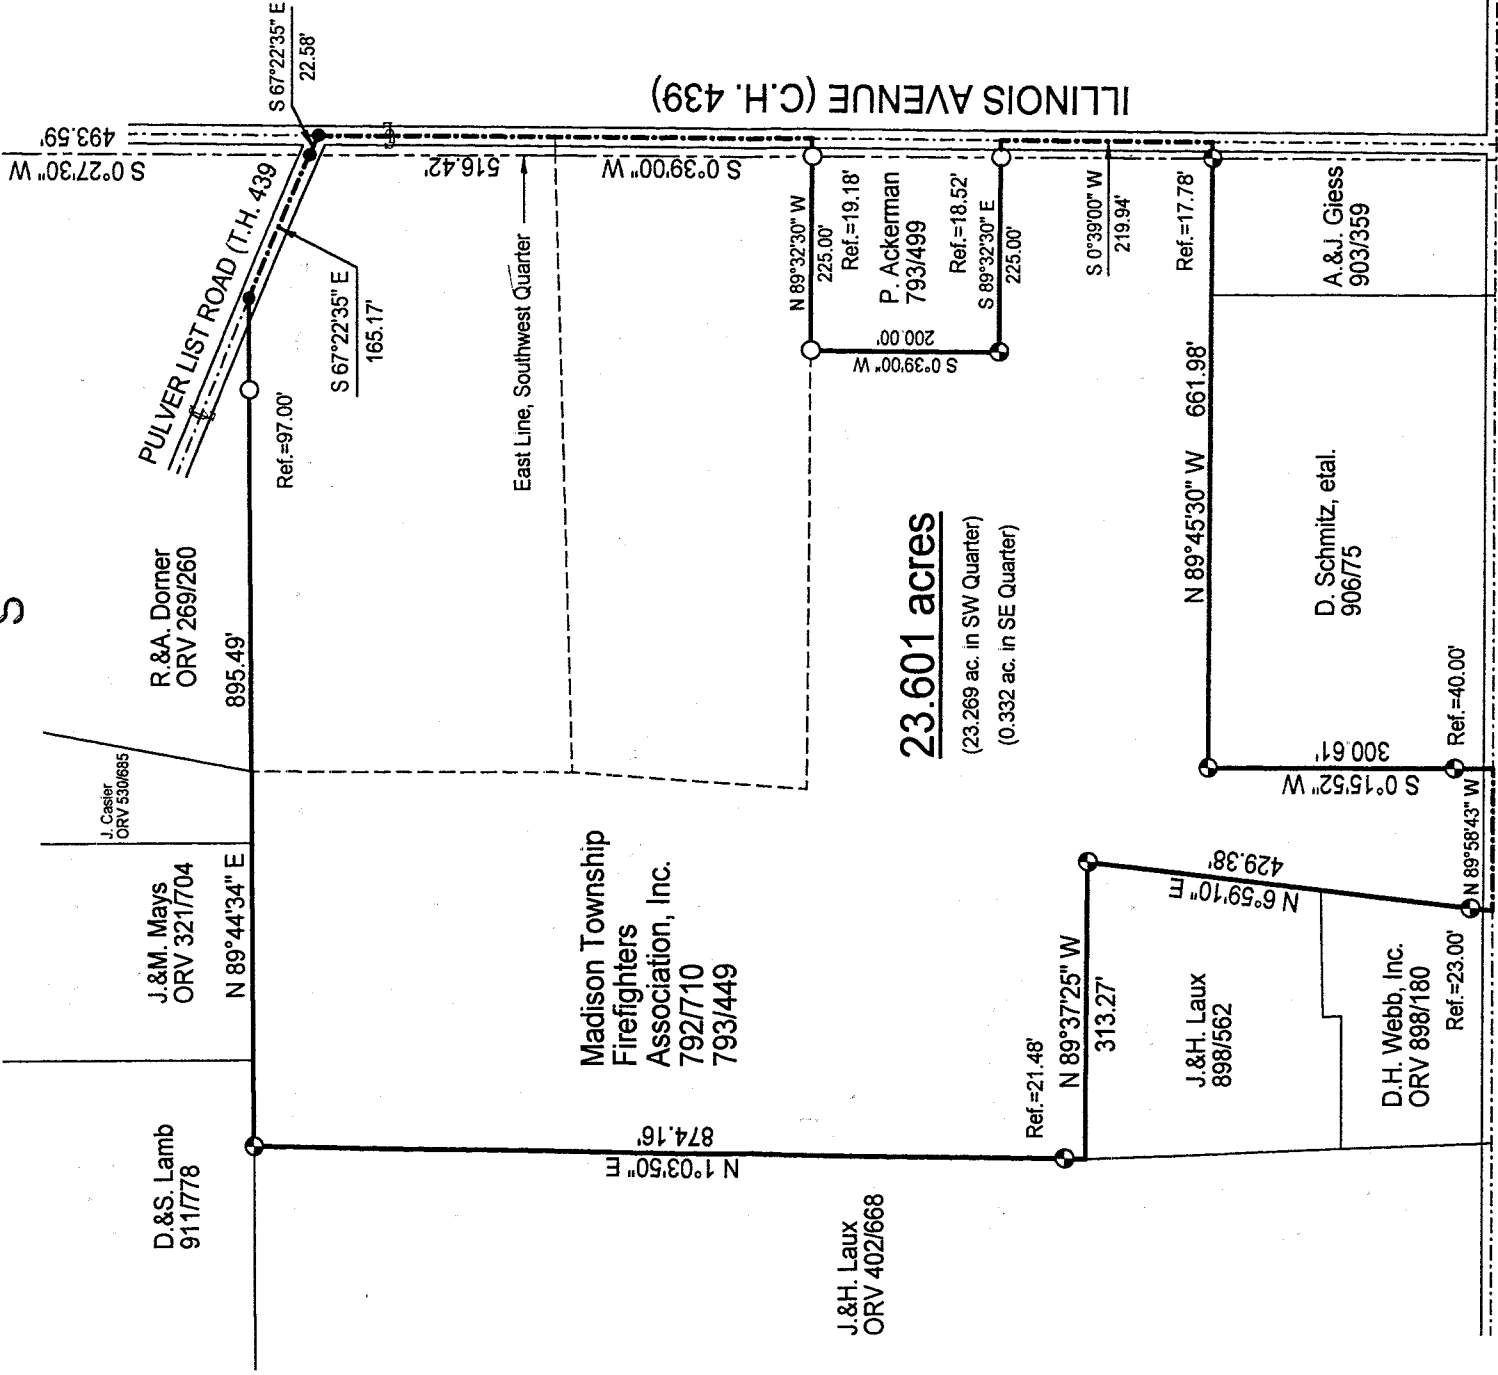 S
S 0°27'30" W
493.59'
S 67°22'35" E
22.58'
PULVER LIST ROAD (T.H. 439
ILLINOIS AVENUE (C.H. 439)
S 67°22'35" E
165.17'
516.42'
S 0°39'00" W
East Line, Southwest Quarter
Ref.=97.00'
R.&A. Dorner
ORV 269/260
895.49'
J. Casier
ORV 530/685
J.&M. Mays
ORV 321/704
N 89°44'34" E
D.&S. Lamb
911/778
N 89°32'30" W
225.00'
Ref.=19.18'
P. Ackerman
793/499
Ref.=18.52'
S 89°32'30" E
225.00'
200.00'
S 0°39'00" W
S 0°39'00" W
219.94'
Ref.=17.78'
A.&J. Giess
903/359
N 89°45'30" W 661.98'
D. Schmitz, etal.
906/75
23.601 acres
(23.269 ac. in SW Quarter)
(0.332 ac. in SE Quarter)
Madison Township
Firefighters
Association, Inc.
792/710
793/449
300.61'
S 0°15'52" W
Ref.=40.00'
N 89°58'43" W
429.38'
N 6°59'10" E
Ref.=23.00'
N 89°37'25" W
313.27'
Ref.=21.48'
J.&H. Laux
898/562
D.H. Webb, Inc.
ORV 898/180
874.16'
N 1°03'50" E
J.&H. Laux
ORV 402/668